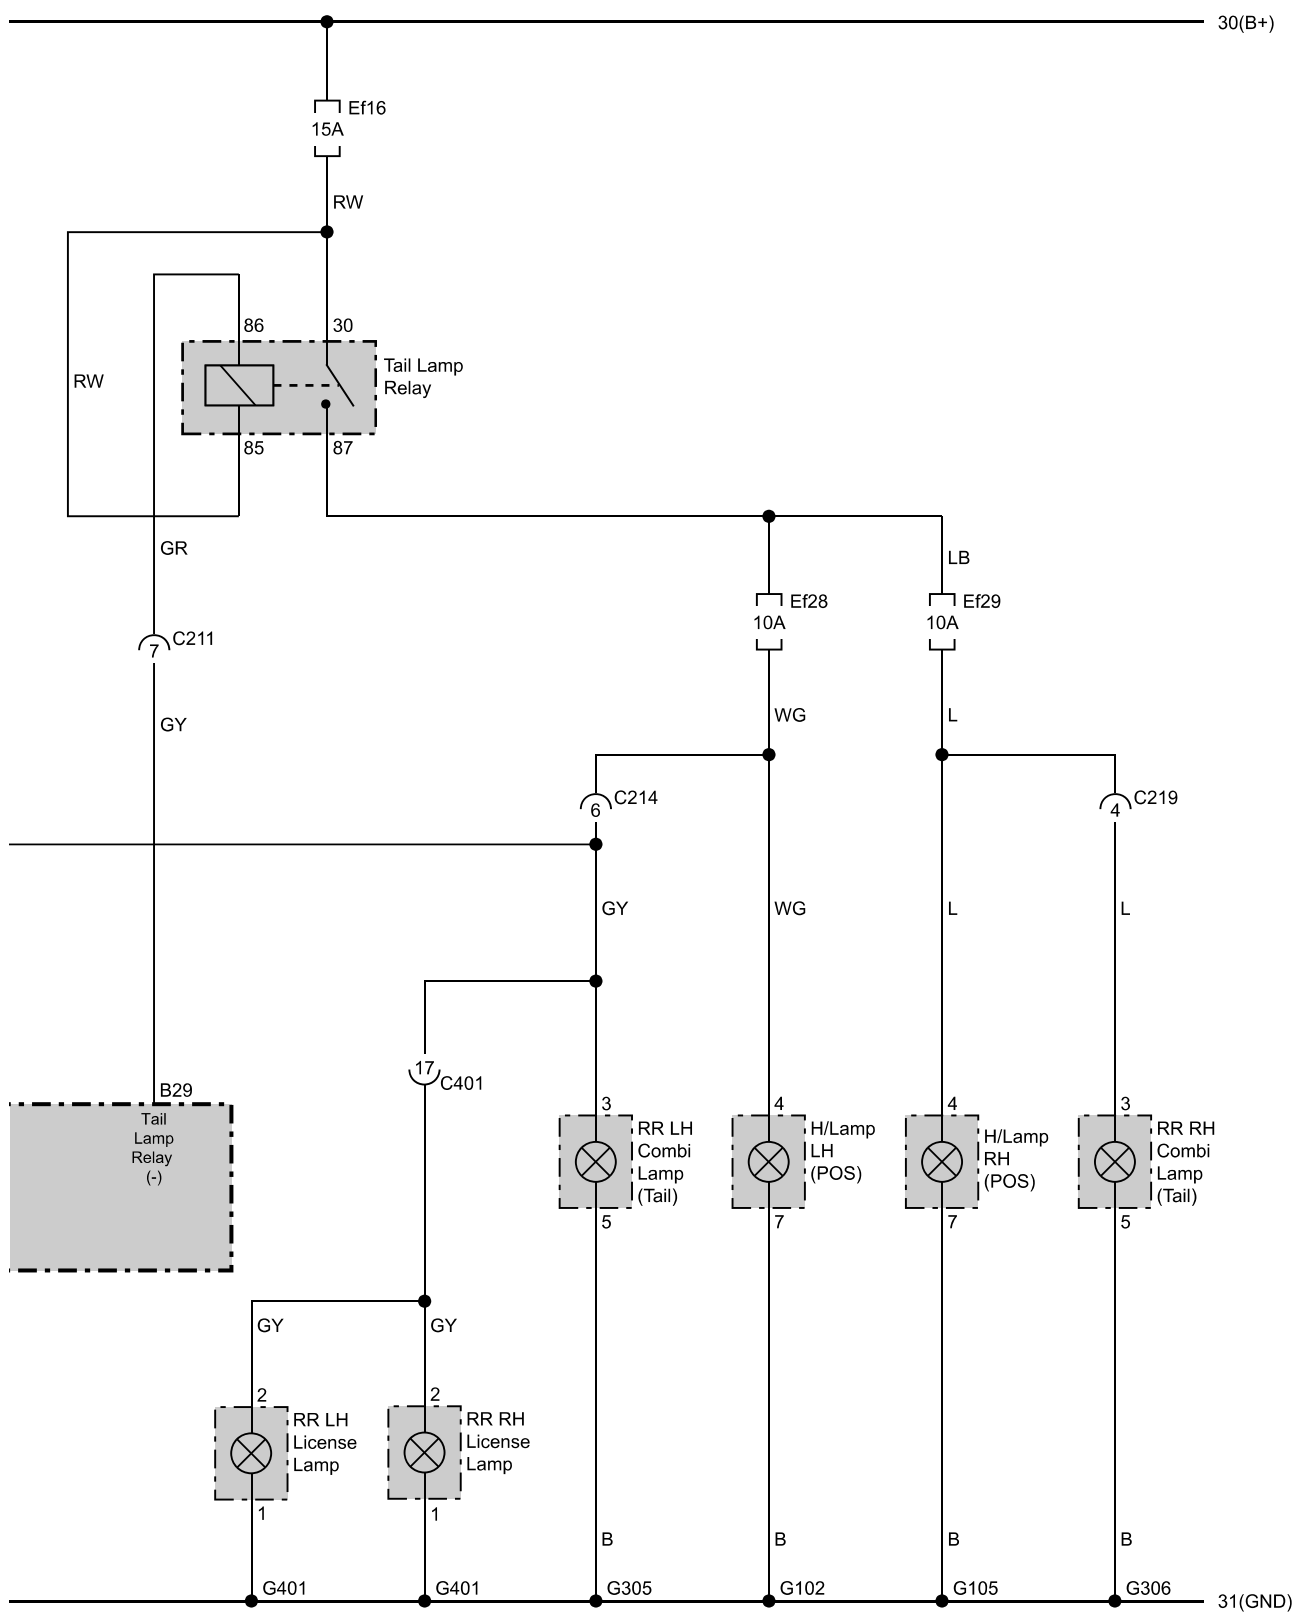 30(B+)
Ef16
15A
RW
86
30
Tail Lamp
Relay
RW
85
87
GR
LB
Ef28
10A
Ef29
10A
C211
7
WG
L
GY
C214
6
C219
4
GY
WG
L
L
17
C401
B29
Tail
Lamp
Relay
(-)
3
RR LH
Combi
Lamp
(Tail)
5
4
H/Lamp
LH
(POS)
7
4
H/Lamp
RH
(POS)
7
3
RR RH
Combi
Lamp
(Tail)
5
GY
GY
2
RR LH
License
Lamp
1
2
RR RH
License
Lamp
1
B
B
B
B
G401
G401
G305
G102
G105
G306
31(GND)